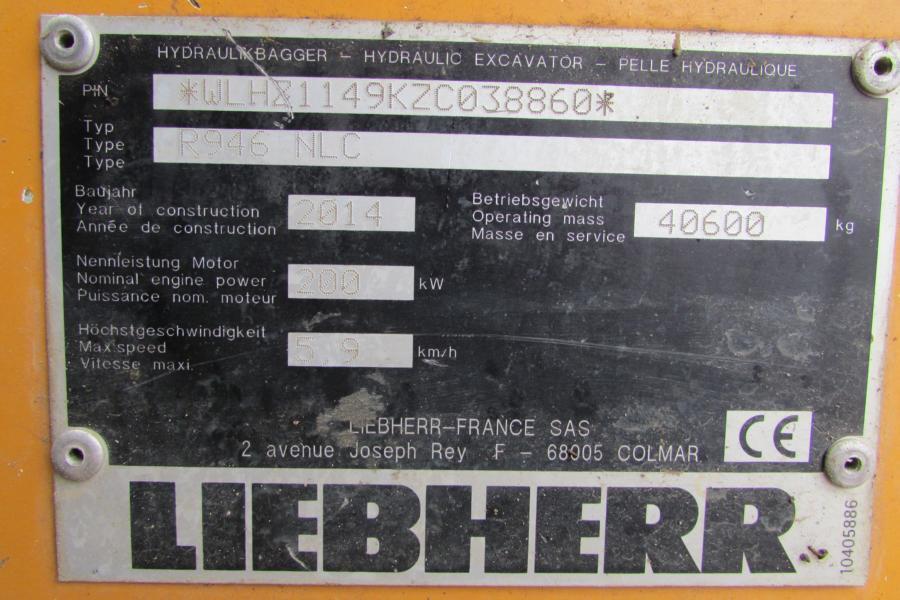 HYDRAULIKBAGGER – HYDRAULIC EXCAVATOR – PELLE HYDRAULIQUE
PIN *WLHZ1149KZC038860*
Typ
Type R946 NLC
Type
Baujahr
Year of construction 2014
Année de construction
Betriebsgewicht
Operating mass 40600 kg
Masse en service
Nennleistung Motor
Nominal engine power 200 kW
Puissance nom. moteur
Höchstgeschwindigkeit
Max.speed 5.9 km/h
Vitesse maxi.
LIEBHERR–FRANCE SAS
2 avenue Joseph Rey F – 68005 COLMAR
CE
LIEBHERR
10405886